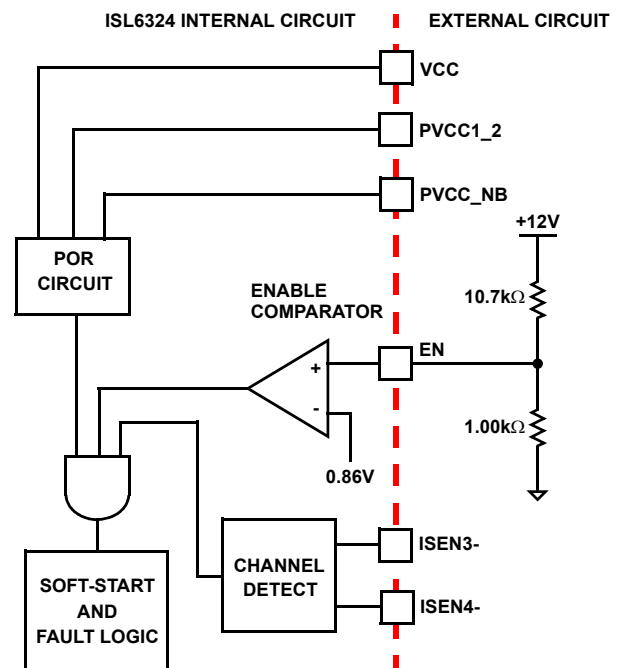 ISL6324 INTERNAL CIRCUIT
EXTERNAL CIRCUIT
VCC
PVCC1_2
PVCC_NB
+12V
POR
CIRCUIT
10.7kΩ
ENABLE
COMPARATOR
EN
+
-
1.00kΩ
0.86V
ISEN3-
CHANNEL
DETECT
ISEN4-
SOFT-START
AND
FAULT LOGIC